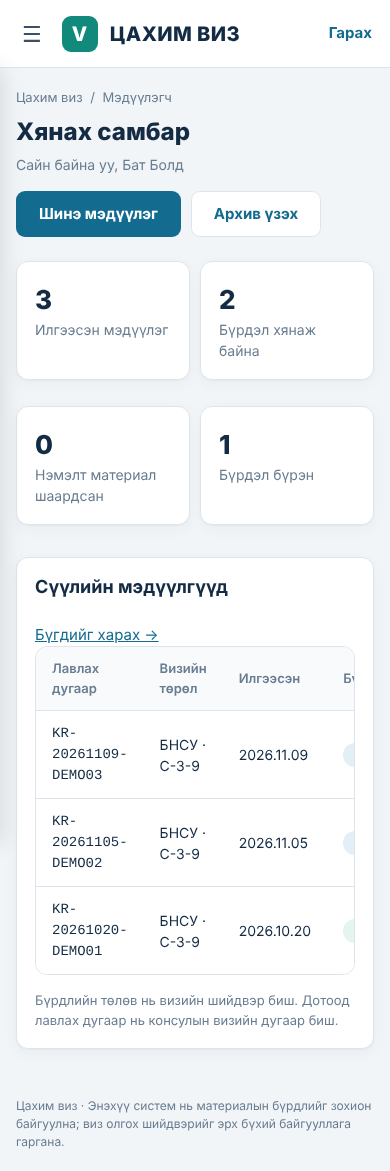 ☰ V ЦАХИМ ВИЗ Гарах
Цахим виз / Мэдүүлэгч
Хянах самбар
Сайн байна уу, Бат Болд
Шинэ мэдүүлэг Архив үзэх
3
Илгээсэн мэдүүлэг
2
Бүрдэл хянаж
байна
0
Нэмэлт материал
шаардсан
1
Бүрдэл бүрэн
Сүүлийн мэдүүлгүүд
Бүгдийг харах →
Лавлах
дугаар
Визийн
төрөл
Илгээсэн
KR-
20261109-
DEMO03
БНСУ ·
C-3-9
2026.11.09
KR-
20261105-
DEMO02
БНСУ ·
C-3-9
2026.11.05
KR-
20261020-
DEMO01
БНСУ ·
C-3-9
2026.10.20
Бүрдлийн төлөв нь визийн шийдвэр биш. Дотоод
лавлах дугаар нь консулын визийн дугаар биш.
Цахим виз · Энэхүү систем нь материалын бүрдлийг зохион
байгуулна; виз олгох шийдвэрийг эрх бүхий байгууллага
гаргана.